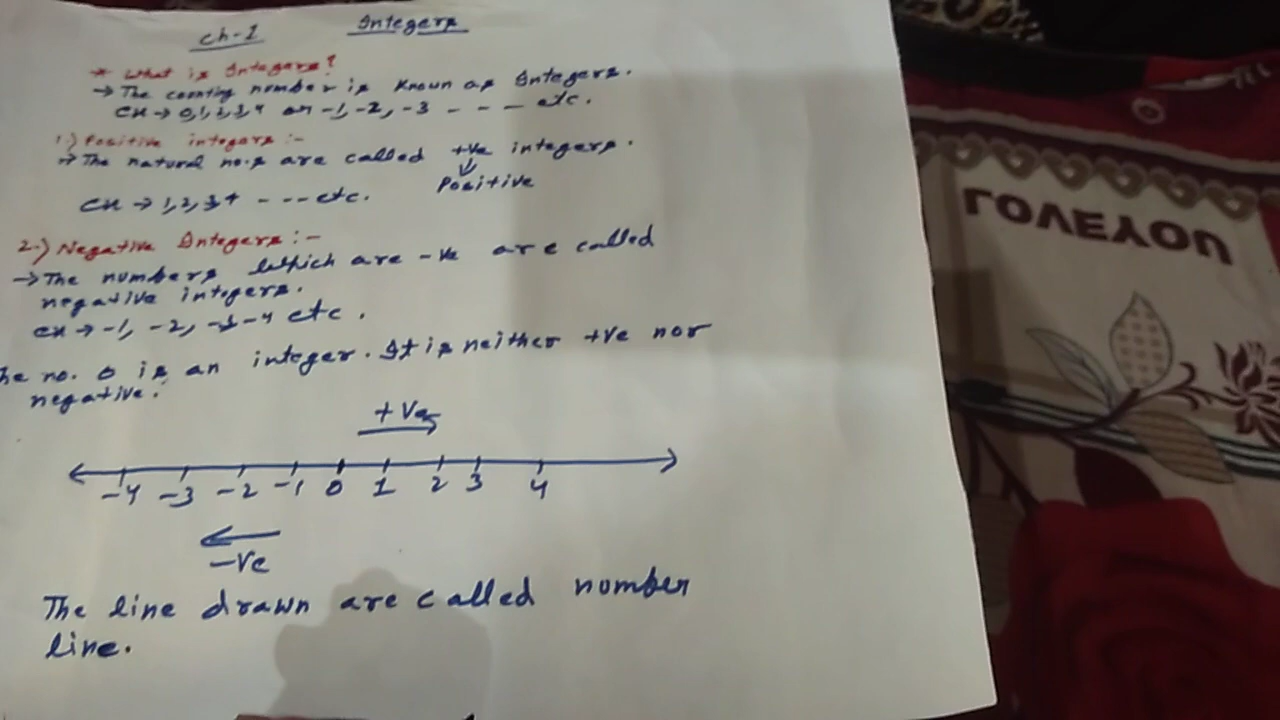 Ch-1 Integers
* What is Integers?
→ The counting number is known as Integers.
Ex → 0,1,2,3,4 or -1, -2, -3 - - - etc.
1.) Positive integers :-
→ The natural no.s are called +ve integers.
↓
Positive
Ex → 1,2,3,4 - - - etc.
2.) Negative Integers :-
→ The numbers which are -ve are called
negative integers.
Ex → -1, -2, -3 -4 etc.
he no. 0 is an integer. It is neither +ve nor
negative.
+ Ve
-4 -3 -2 -1 0 1 2 3 4
-Ve
The line drawn are called number
line.
LOVEYOU